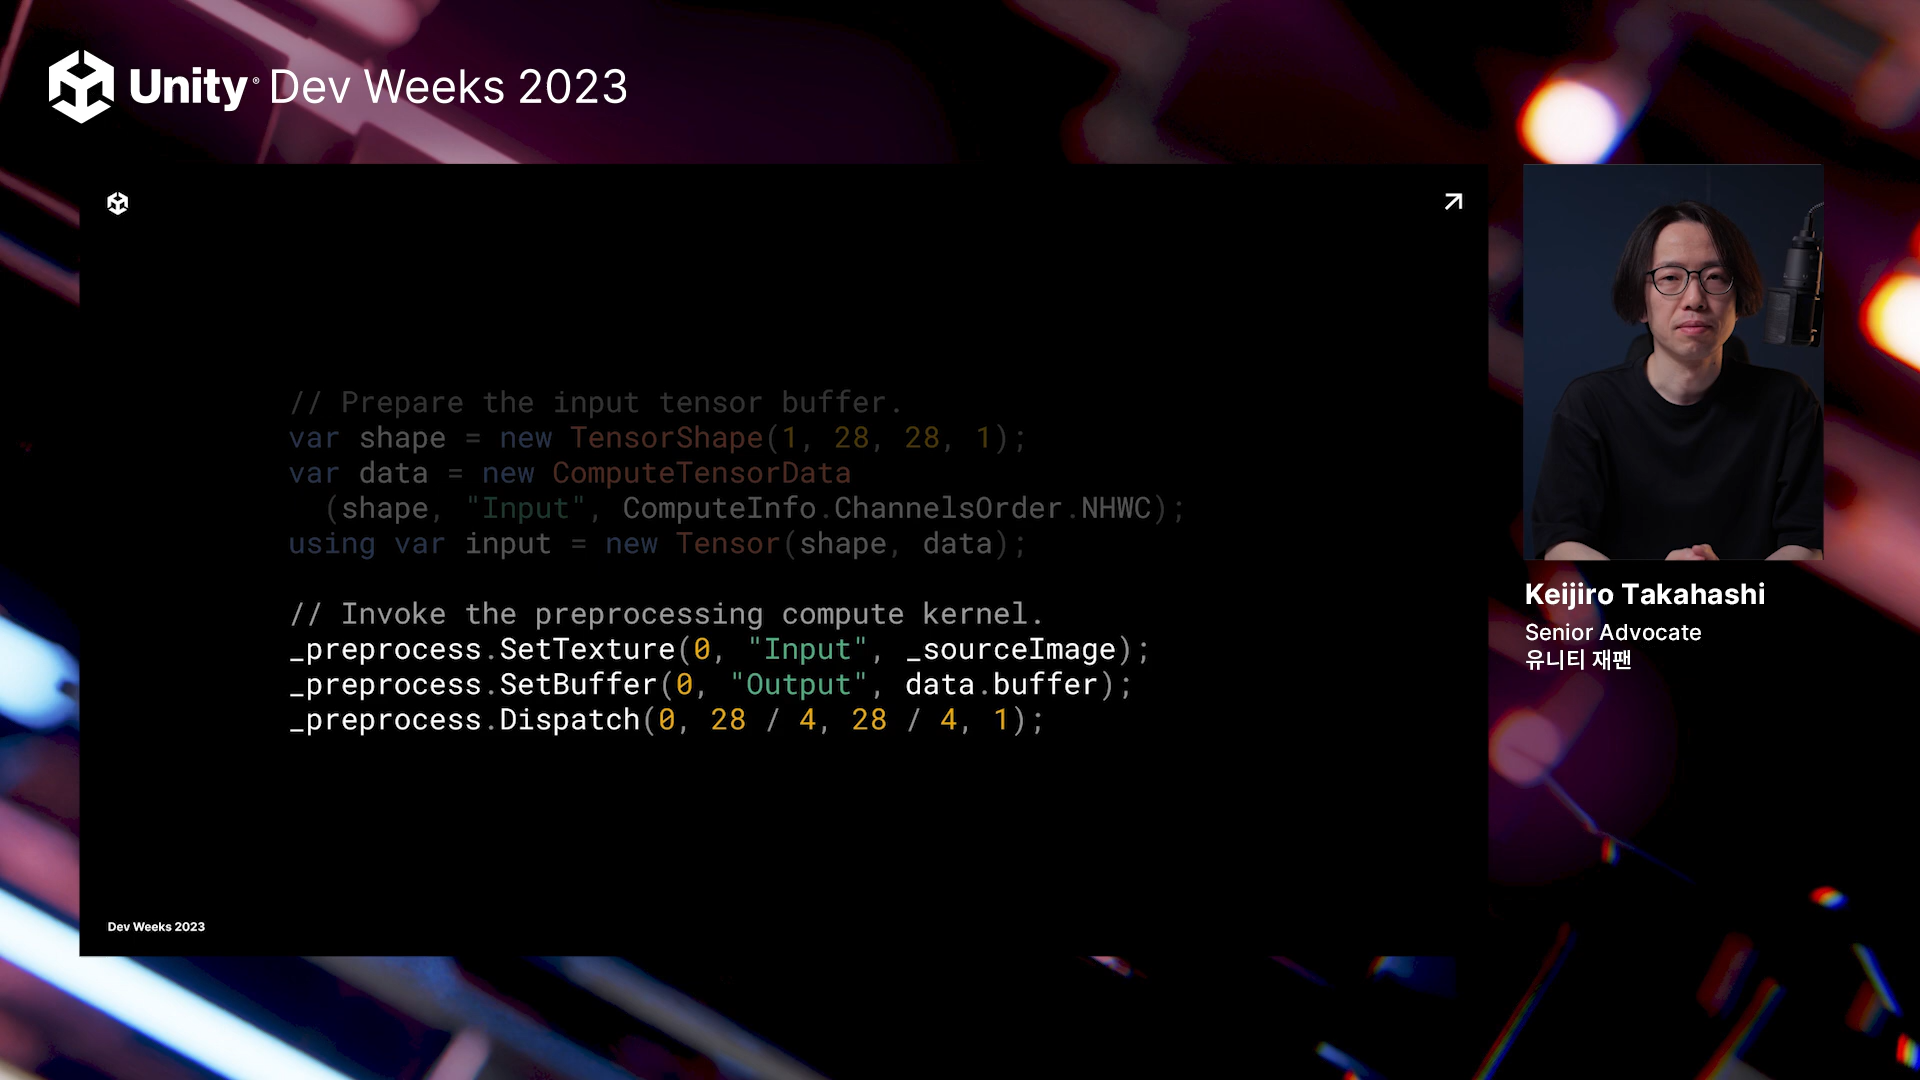 Unity® Dev Weeks 2023
// Prepare the input tensor buffer.
var shape = new TensorShape(1, 28, 28, 1);
var data = new ComputeTensorData
(shape, "Input", ComputeInfo.ChannelsOrder.NHWC);
using var input = new Tensor(shape, data);
// Invoke the preprocessing compute kernel.
_preprocess.SetTexture(0, "Input", _sourceImage);
_preprocess.SetBuffer(0, "Output", data.buffer);
_preprocess.Dispatch(0, 28 / 4, 28 / 4, 1);
Dev Weeks 2023
Keijiro Takahashi
Senior Advocate
유니티 재팬